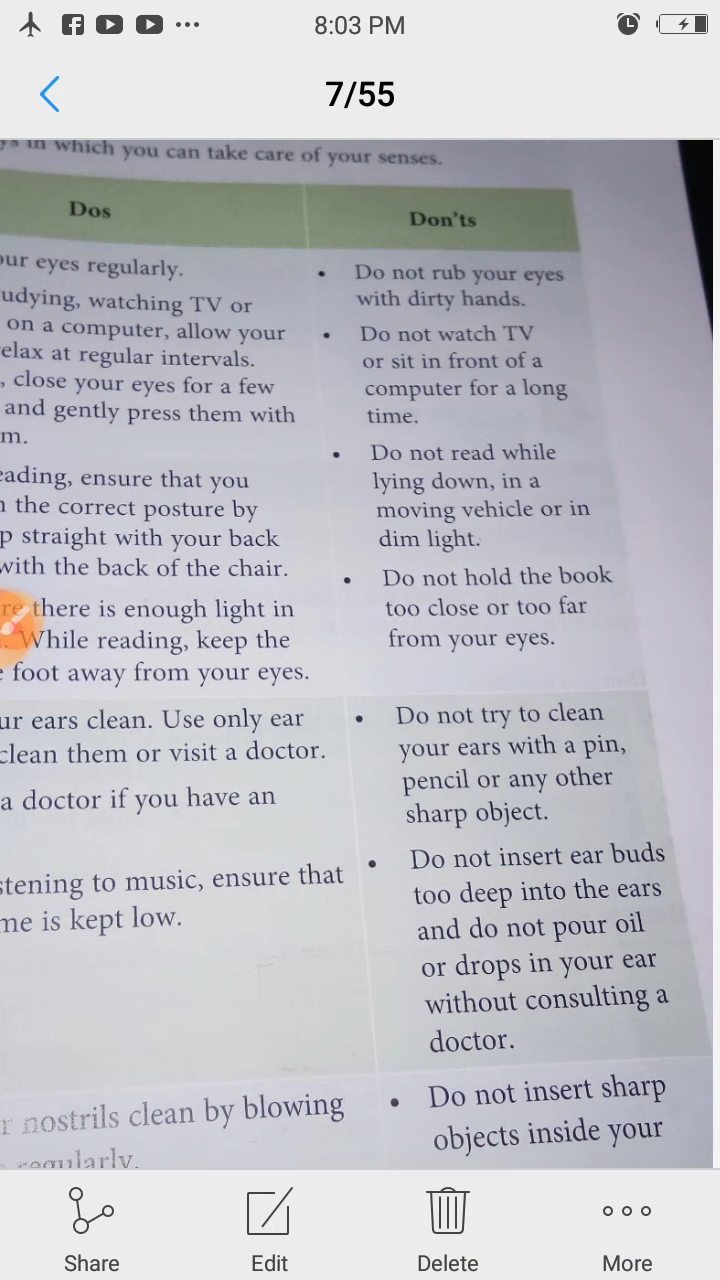 8:03 PM
7/55
in which you can take care of your senses.
Dos
eyes regularly.
watching TV or
on a computer, allow your
at regular intervals.
, close your eyes for a few
and gently press them with
ensure that you
the correct posture by
straight with your back
with the back of the chair.
there is enough light in
While reading, keep the
foot away from your eyes.
ears clean. Use only ear
clean them or visit a doctor.
a doctor if you have an
to music, ensure that
is kept low.
nostrils clean by blowing
regularly.
Don'ts
• Do not rub your eyes
with dirty hands.
• Do not watch TV
or sit in front of a
computer for a long
time.
• Do not read while
lying down, in a
moving vehicle or in
dim light.
• Do not hold the book
too close or too far
from your eyes.
• Do not try to clean
your ears with a pin,
pencil or any other
sharp object.
• Do not insert ear buds
too deep into the ears
and do not pour oil
or drops in your ear
without consulting a
doctor.
• Do not insert sharp
objects inside your
Share
Edit
Delete
More